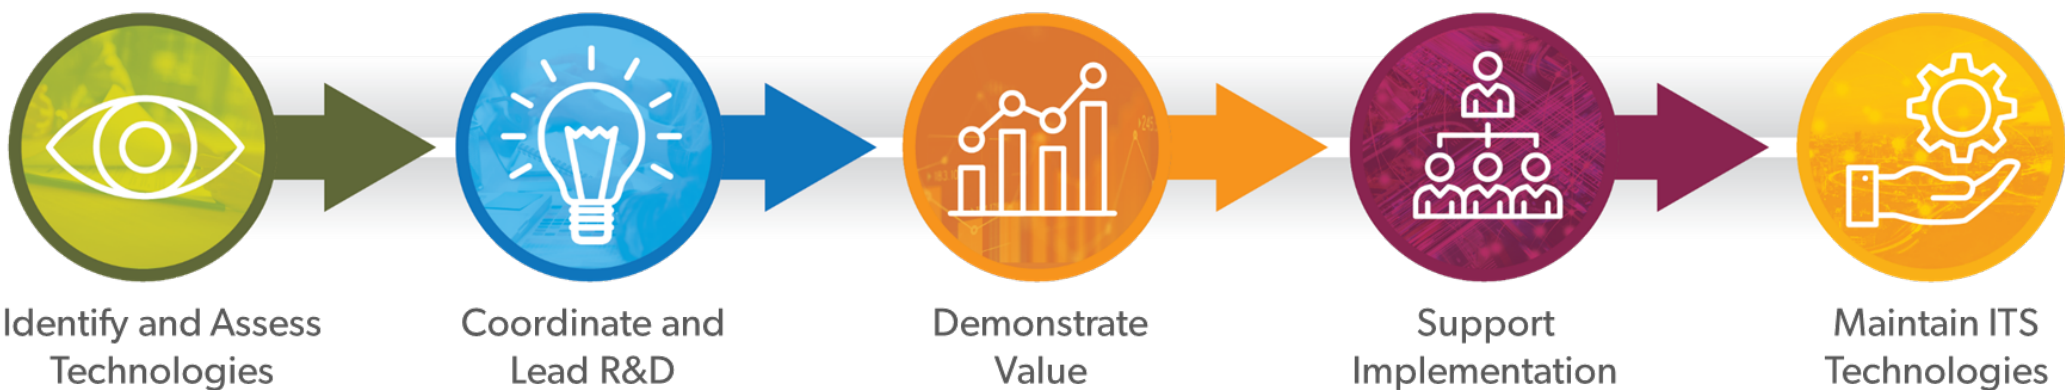 Identify and Assess
Technologies
Coordinate and
Lead R&D
Demonstrate
Value
Support
Implementation
Maintain ITS
Technologies